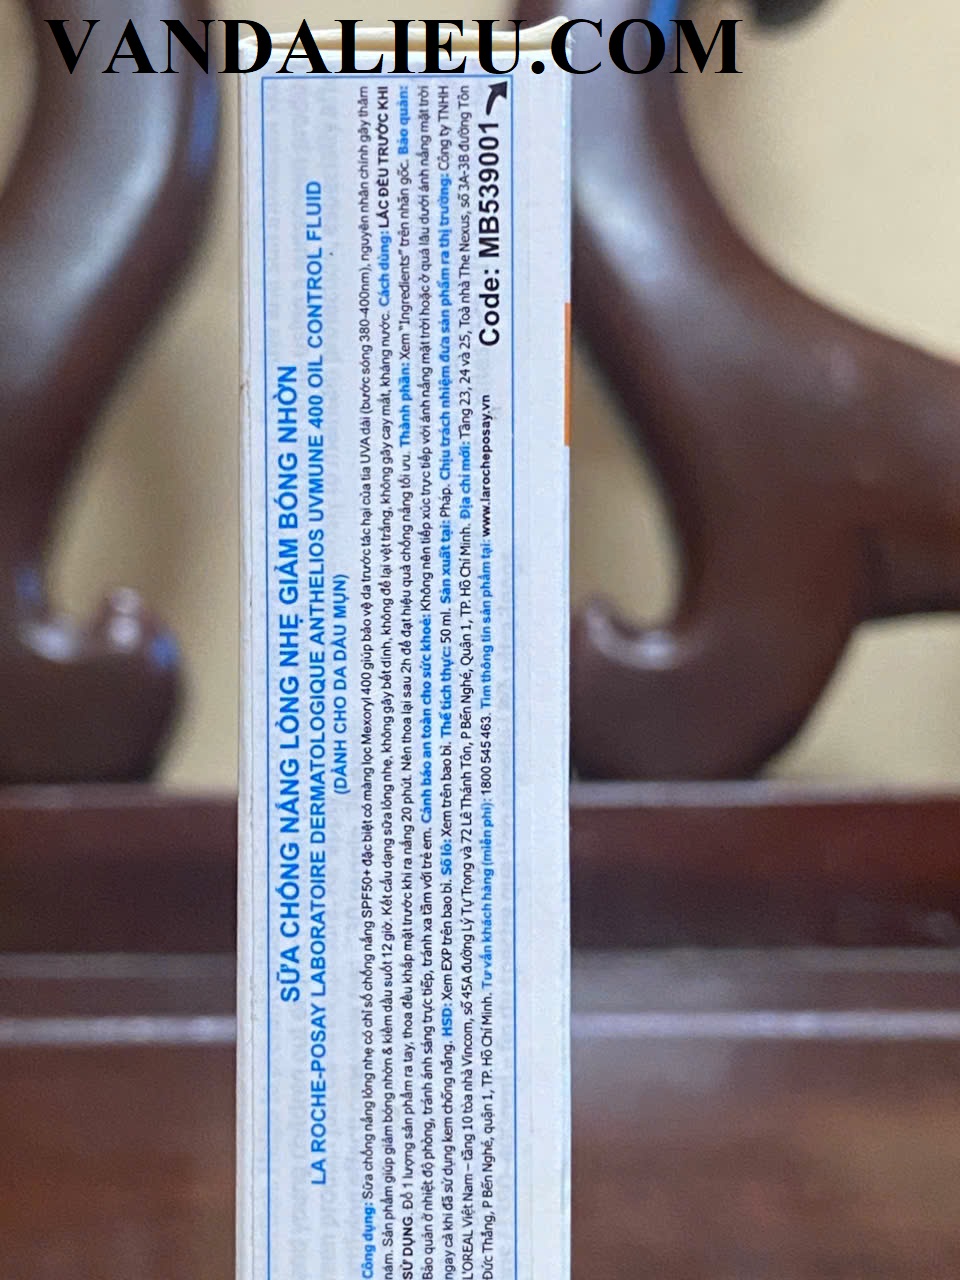 VANDALIEU.COM
SỮA CHỐNG NẮNG LỎNG NHẸ GIẢM BÓNG NHỜN
LA ROCHE-POSAY LABORATOIRE DERMATOLOGIQUE ANTHELIOS UVMUNE 400 OIL CONTROL FLUID
(DÀNH CHO DA DẦU MỤN)
Công dụng: Sữa chống nắng lỏng nhẹ có chỉ số chống nắng SPF50+ đặc biệt có màng lọc Mexoryl 400 giúp bảo vệ da trước tác hại của tia UVA dài (bước sóng 380-400nm), nguyên nhân chính gây thâm
nám. Sản phẩm giúp giảm bóng nhờn & kiềm dầu suốt 12 giờ. Kết cấu dạng sữa lỏng nhẹ, không gây bết dính, không để lại vệt trắng, không gây cay mắt, kháng nước. Cách dùng: LẮC ĐỀU TRƯỚC KHI
SỬ DỤNG. Đổ 1 lượng sản phẩm ra tay, thoa đều khắp mặt trước khi ra nắng 20 phút. Nên thoa lại sau 2h để đạt hiệu quả chống nắng tối ưu. Thành phần: Xem "Ingredients" trên nhãn gốc. Bảo quản:
Bảo quản ở nhiệt độ phòng, tránh ánh sáng trực tiếp, tránh xa tầm với trẻ em. Cảnh báo an toàn cho sức khoẻ: Không nên tiếp xúc trực tiếp với ánh nắng mặt trời hoặc ở quá lâu dưới ánh nắng mặt trời
ngay cả khi đã sử dụng kem chống nắng. HSD: Xem EXP trên bao bì. Số lô: Xem trên bao bì. Thể tích thực: 50 ml. Sản xuất tại: Pháp. Chịu trách nhiệm đưa sản phẩm ra thị trường: Công ty TNHH
L'OREAL Việt Nam – tầng 10 tòa nhà Vincom, số 45A đường Lý Tự Trọng và 72 Lê Thánh Tôn, P Bến Nghé, Quận 1, TP. Hồ Chí Minh. Địa chỉ mới: Tầng 23, 24 và 25, Toà nhà The Nexus, số 3A-3B đường Tôn
Đức Thắng, P Bến Nghé, quận 1, TP. Hồ Chí Minh. Tư vấn khách hàng (miễn phí): 1800 545 463. Tìm thông tin sản phẩm tại: www.larocheposay.vn
Code: MB539001